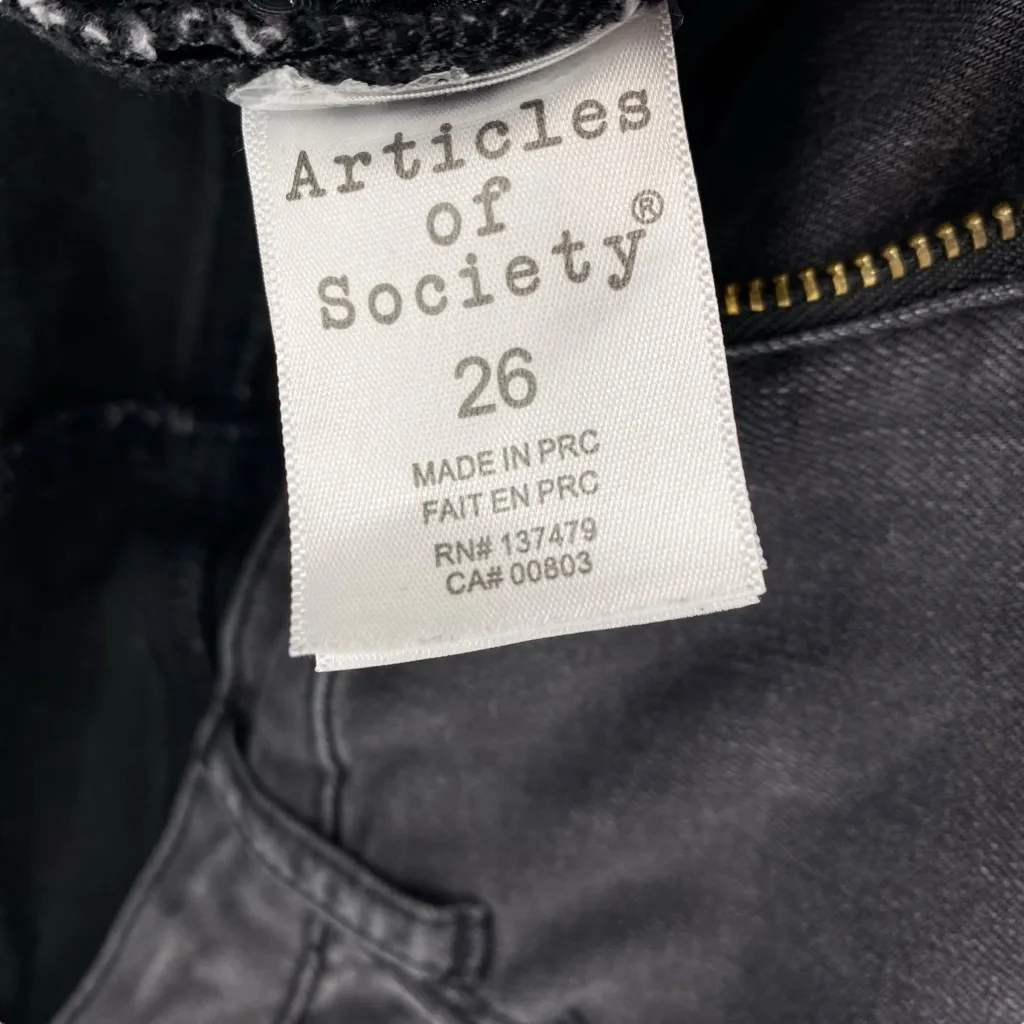 Articles
of
Society®
26
MADE IN PRC
FAIT EN PRC
RN# 137479
CA# 00803